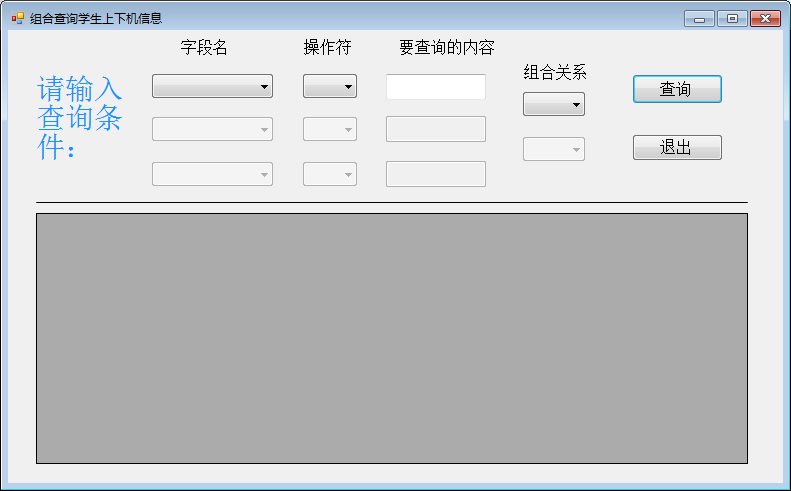 组合查询学生上下机信息
字段名
操作符
要查询的内容
组合关系
请输入
查询条
件：
查询
退出